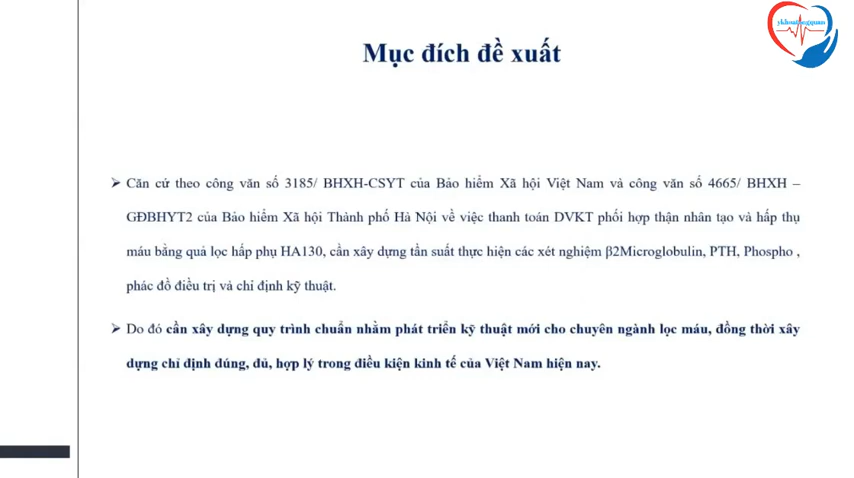 ykhoatongquan
Mục đích đề xuất
➢ Căn cứ theo công văn số 3185/ BHXH-CSYT của Bảo hiểm Xã hội Việt Nam và công văn số 4665/ BHXH –
GĐBHYT2 của Bảo hiểm Xã hội Thành phố Hà Nội về việc thanh toán DVKT phối hợp thận nhân tạo và hấp thụ
máu bằng quả lọc hấp phụ HA130, cần xây dựng tần suất thực hiện các xét nghiệm β2Microglobulin, PTH, Phospho ,
phác đồ điều trị và chỉ định kỹ thuật.
➢ Do đó cần xây dựng quy trình chuẩn nhằm phát triển kỹ thuật mới cho chuyên ngành lọc máu, đồng thời xây
dựng chỉ định đúng, đủ, hợp lý trong điều kiện kinh tế của Việt Nam hiện nay.